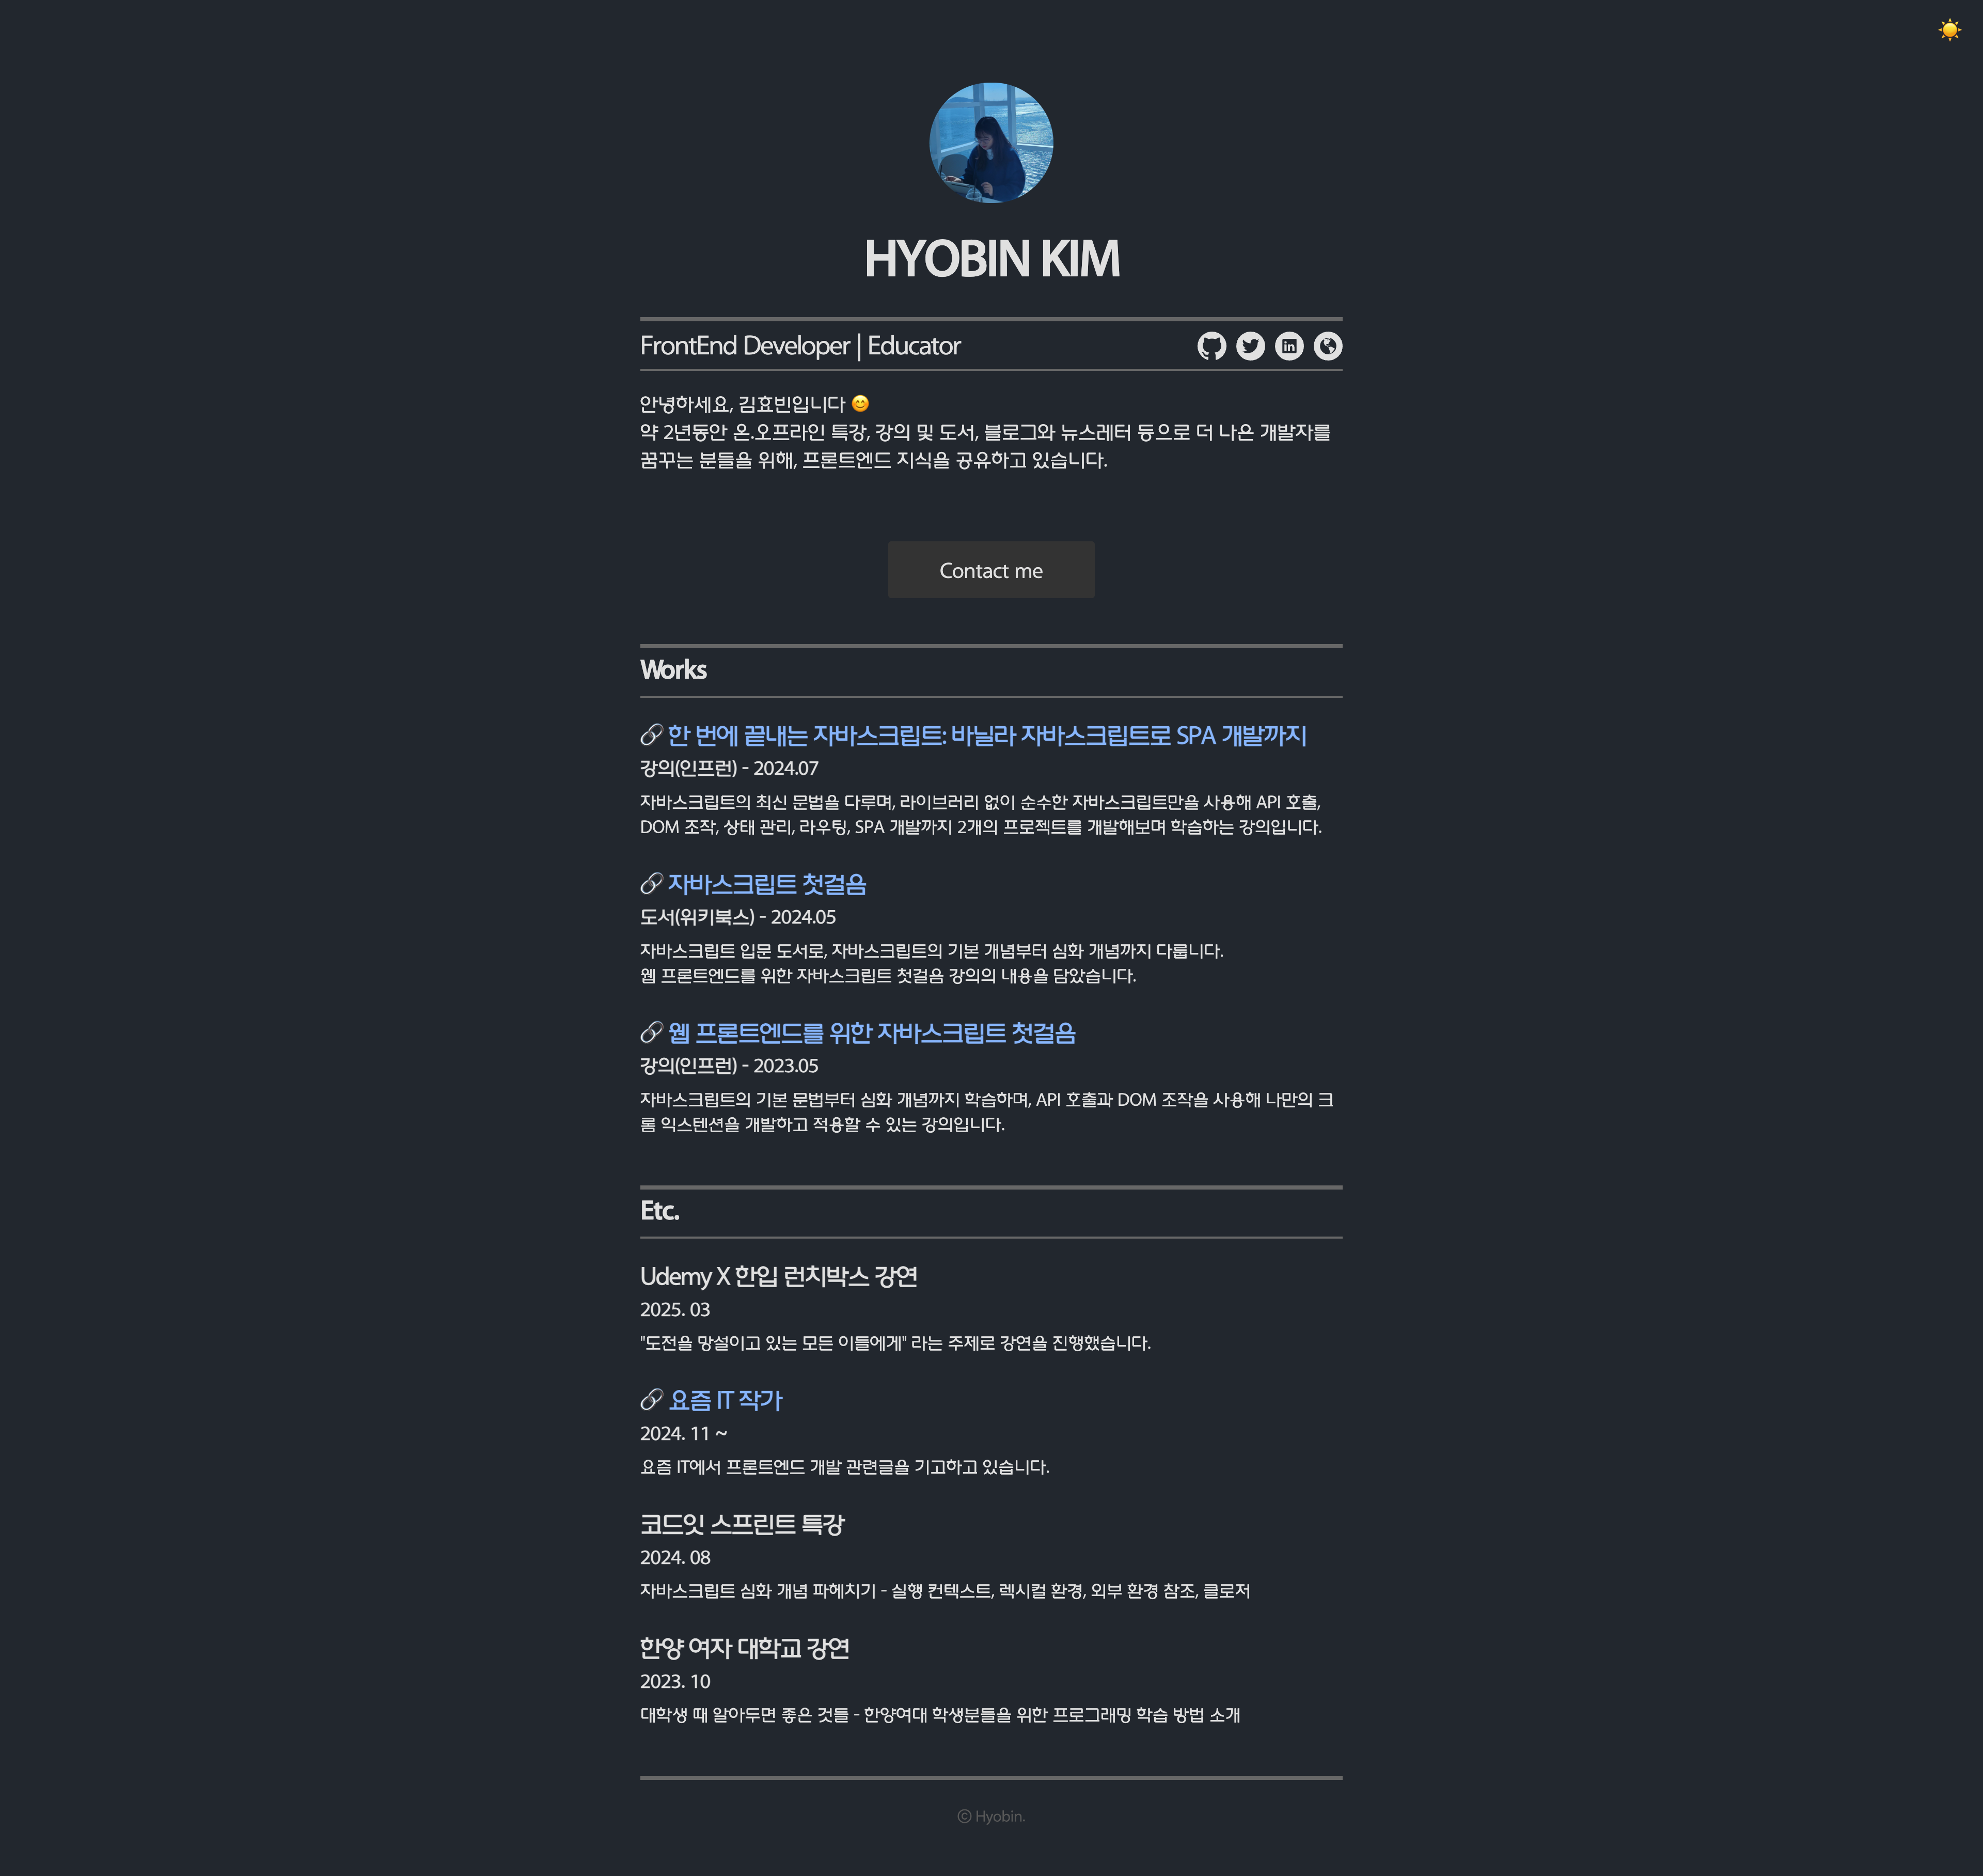 HYOBIN KIM
FrontEnd Developer | Educator
안녕하세요, 김효빈입니다 😊
약 2년동안 온.오프라인 특강, 강의 및 도서, 블로그와 뉴스레터 등으로 더 나은 개발자를
꿈꾸는 분들을 위해, 프론트엔드 지식을 공유하고 있습니다.
Contact me
Works
🔗 한 번에 끝내는 자바스크립트: 바닐라 자바스크립트로 SPA 개발까지
강의(인프런) - 2024.07
자바스크립트의 최신 문법을 다루며, 라이브러리 없이 순수한 자바스크립트만을 사용해 API 호출,
DOM 조작, 상태 관리, 라우팅, SPA 개발까지 2개의 프로젝트를 개발해보며 학습하는 강의입니다.
🔗 자바스크립트 첫걸음
도서(위키북스) - 2024.05
자바스크립트 입문 도서로, 자바스크립트의 기본 개념부터 심화 개념까지 다룹니다.
웹 프론트엔드를 위한 자바스크립트 첫걸음 강의의 내용을 담았습니다.
🔗 웹 프론트엔드를 위한 자바스크립트 첫걸음
강의(인프런) - 2023.05
자바스크립트의 기본 문법부터 심화 개념까지 학습하며, API 호출과 DOM 조작을 사용해 나만의 크
롬 익스텐션을 개발하고 적용할 수 있는 강의입니다.
Etc.
Udemy X 한입 런치박스 강연
2025. 03
"도전을 망설이고 있는 모든 이들에게" 라는 주제로 강연을 진행했습니다.
🔗 요즘 IT 작가
2024. 11 ~
요즘 IT에서 프론트엔드 개발 관련글을 기고하고 있습니다.
코드잇 스프린트 특강
2024. 08
자바스크립트 심화 개념 파헤치기 - 실행 컨텍스트, 렉시컬 환경, 외부 환경 참조, 클로저
한양 여자 대학교 강연
2023. 10
대학생 때 알아두면 좋은 것들 - 한양여대 학생분들을 위한 프로그래밍 학습 방법 소개
© Hyobin.